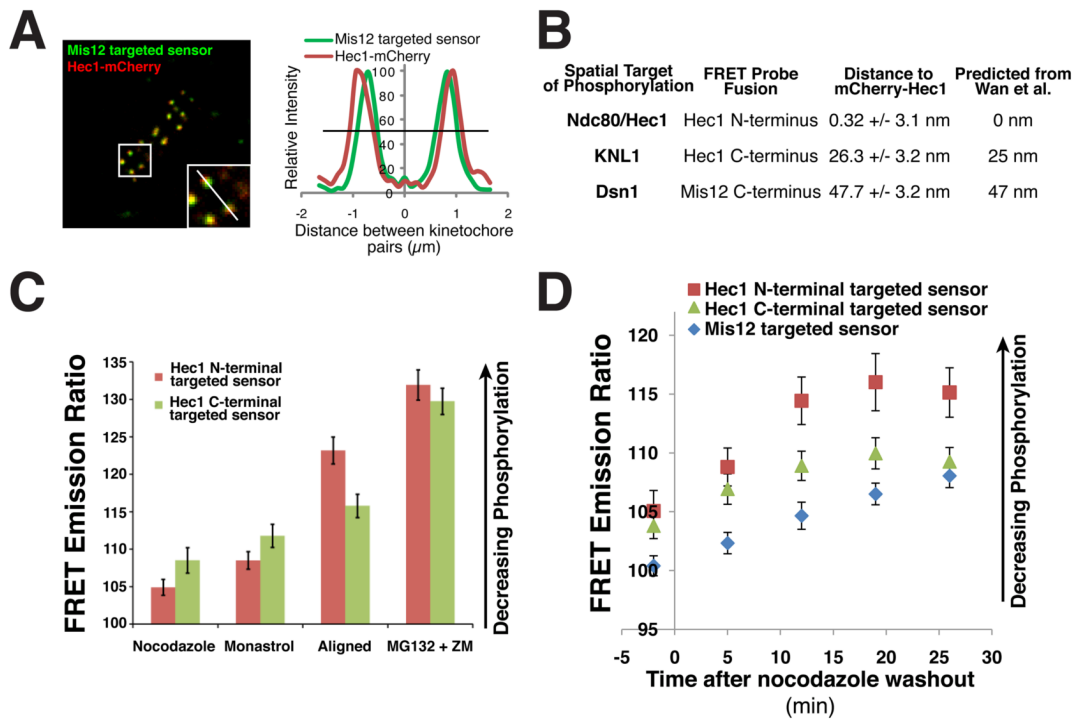 A
Mis12 targeted sensor
Hec1-mCherry
Mis12 targeted sensor
Hec1-mCherry
Relative Intensity
100
80
60
40
20
0
-2 -1 0 1 2
Distance between kinetochore
pairs (µm)
B
Spatial Target
of Phosphorylation
FRET Probe
Fusion
Distance to
mCherry-Hec1
Predicted from
Wan et al.
Ndc80/Hec1 Hec1 N-terminus 0.32 +/- 3.1 nm 0 nm
KNL1 Hec1 C-terminus 26.3 +/- 3.2 nm 25 nm
Dsn1 Mis12 C-terminus 47.7 +/- 3.2 nm 47 nm
C
FRET Emission Ratio
135
130
125
120
115
110
105
100
Hec1 N-terminal
targeted sensor
Hec1 C-terminal
targeted sensor
Nocodazole Monastrol Aligned MG132 + ZM
Decreasing Phosphorylation
D
Hec1 N-terminal targeted sensor
Hec1 C-terminal targeted sensor
Mis12 targeted sensor
FRET Emission Ratio
120
115
110
105
100
95
-5 0 5 10 15 20 25 30
Time after nocodazole washout
(min)
Decreasing Phosphorylation